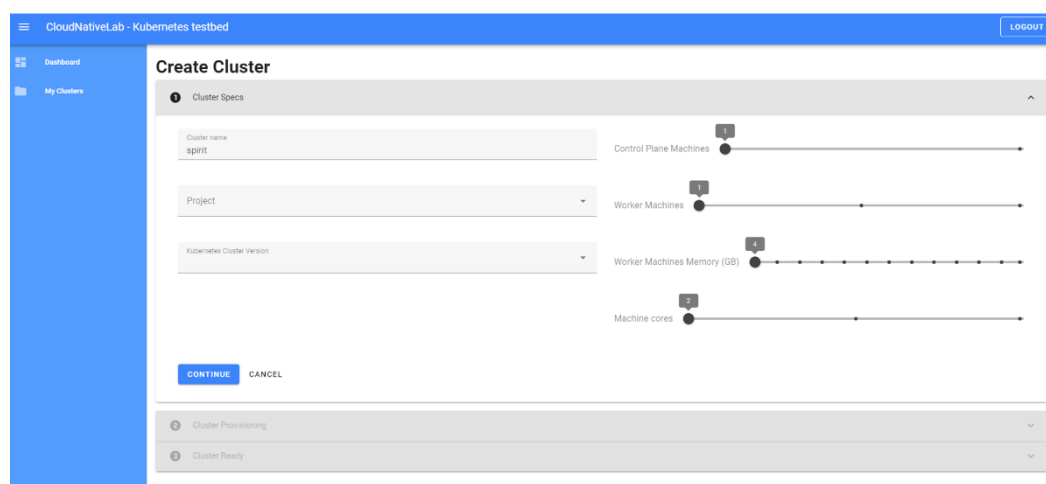 CloudNativeLab - Kubernetes testbed
LOGOUT
Dashboard
My Clusters
Create Cluster
1 Cluster Specs
Cluster name
spirit
Project
Kubernetes Cluster Version
1
Control Plane Machines
1
Worker Machines
4
Worker Machines Memory (GB)
2
Machine cores
CONTINUE CANCEL
2 Cluster Provisioning
3 Cluster Ready